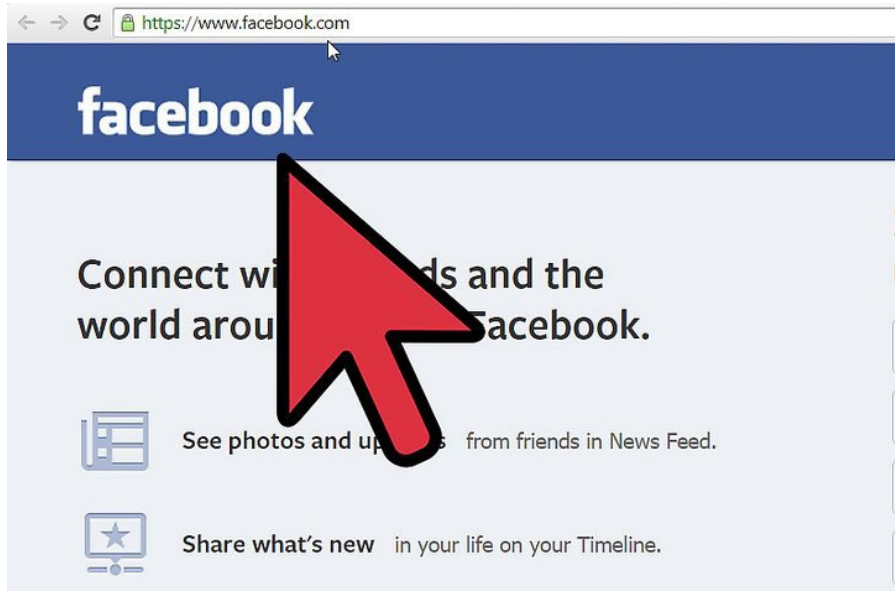 https://www.facebook.com
facebook
Connect wi ds and the
world arou Facebook.
See photos and up s from friends in News Feed.
Share what's new in your life on your Timeline.